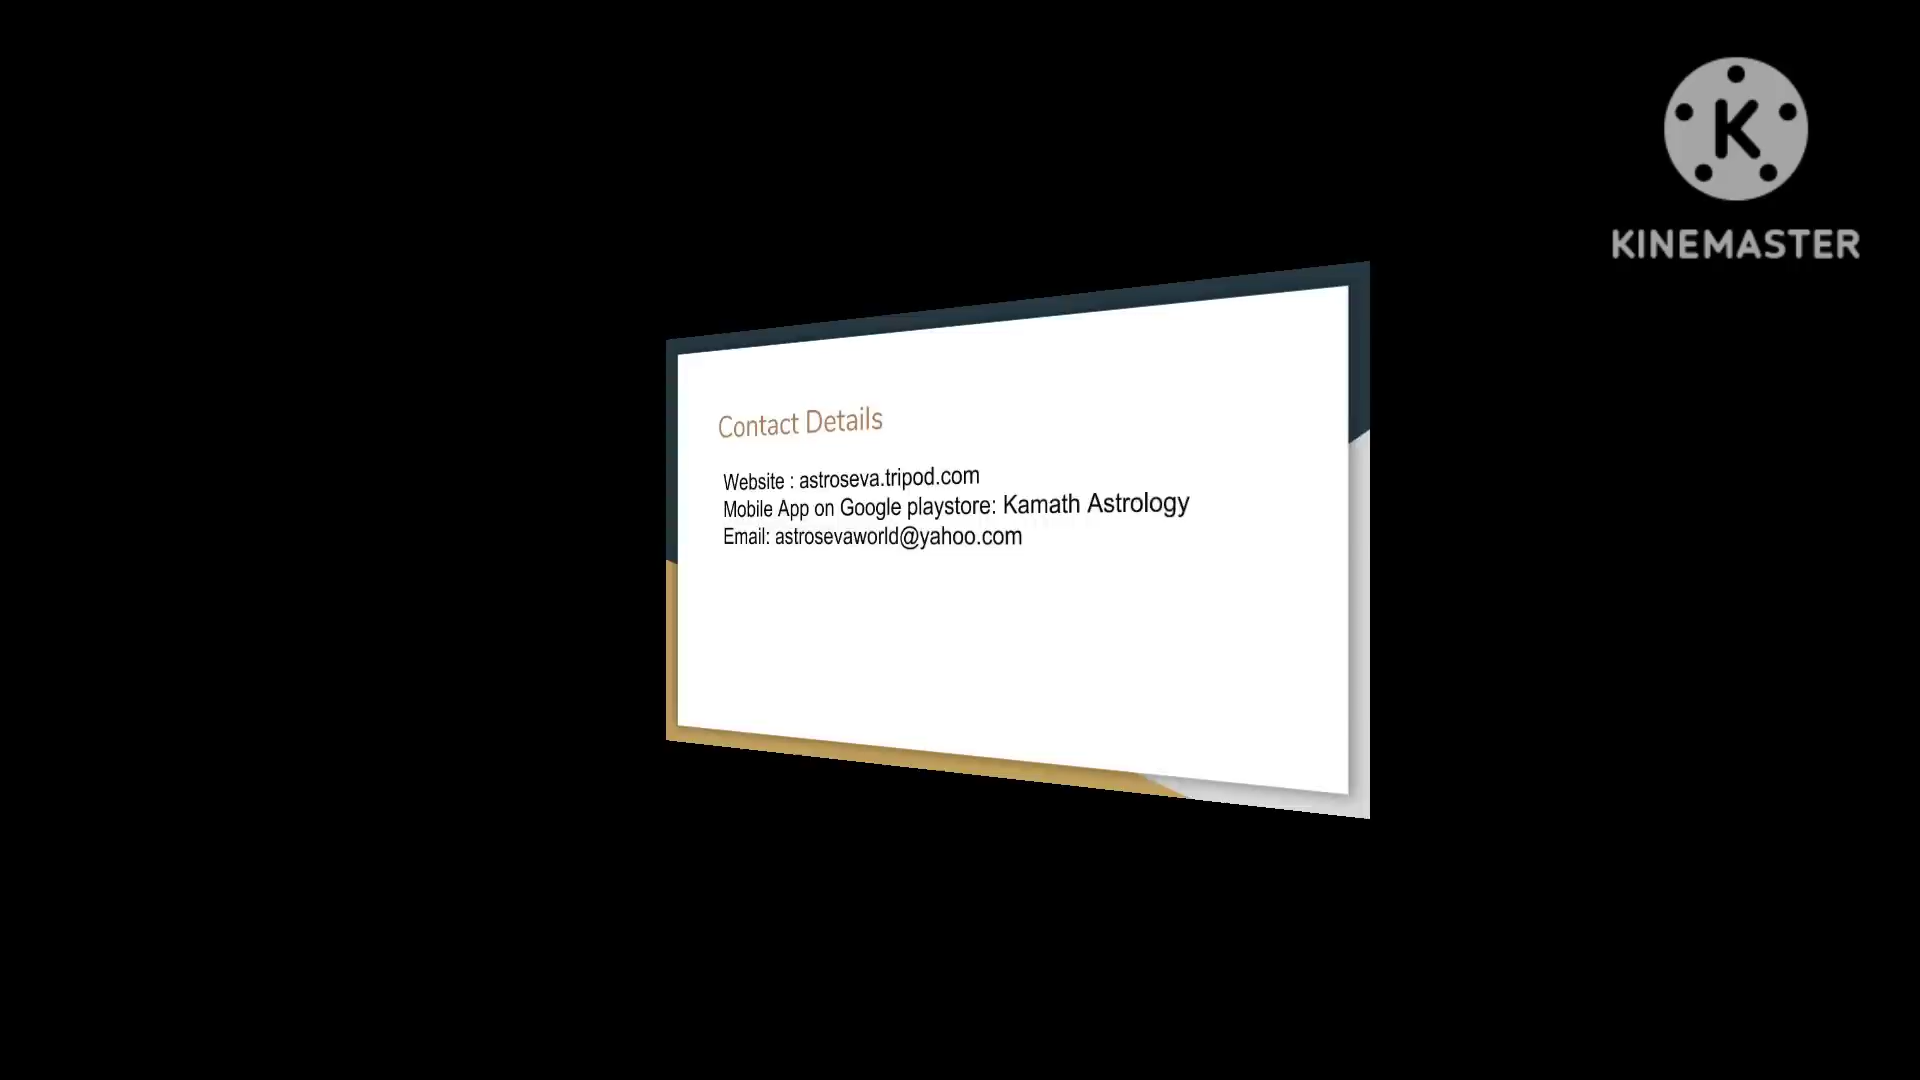 K
KINEMASTER
Contact Details
Website : astroseva.tripod.com
Mobile App on Google playstore: Kamath Astrology
Email: astrosevaworld@yahoo.com